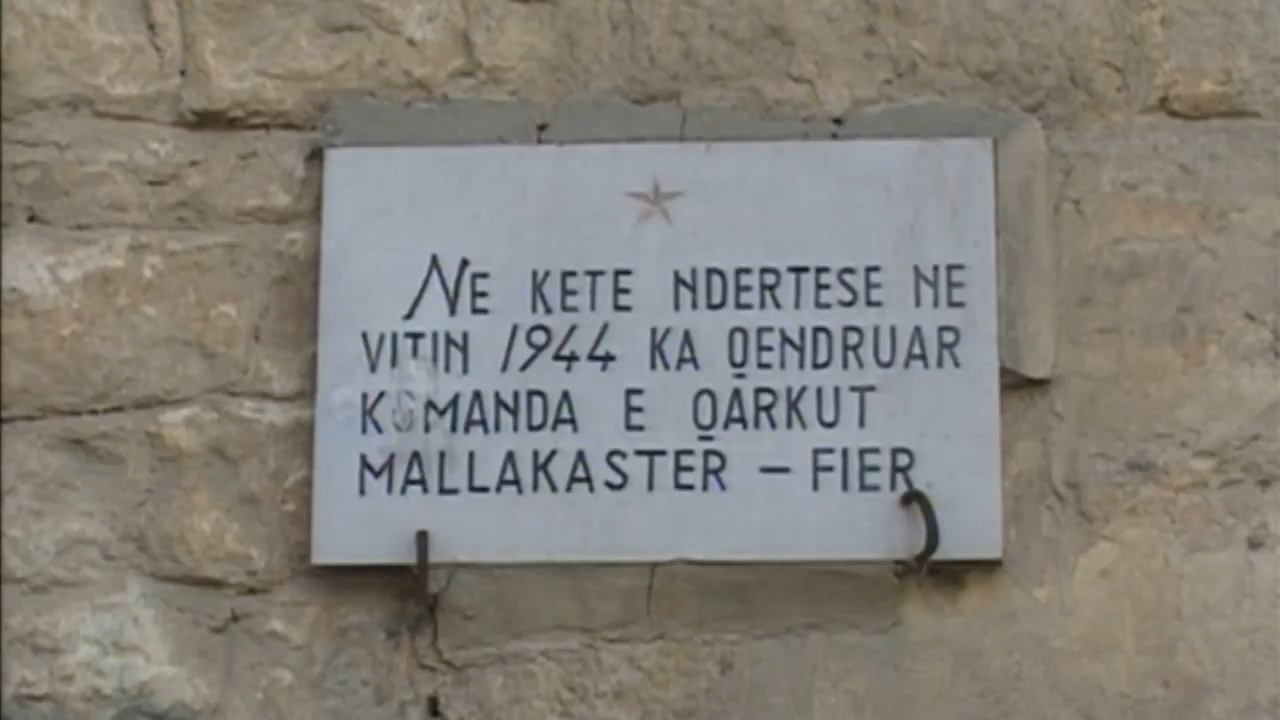 NE KETE NDERTESE NE
VITIN 1944 KA QENDRUAR
KOMANDA E QARKUT
MALLAKASTER – FIER